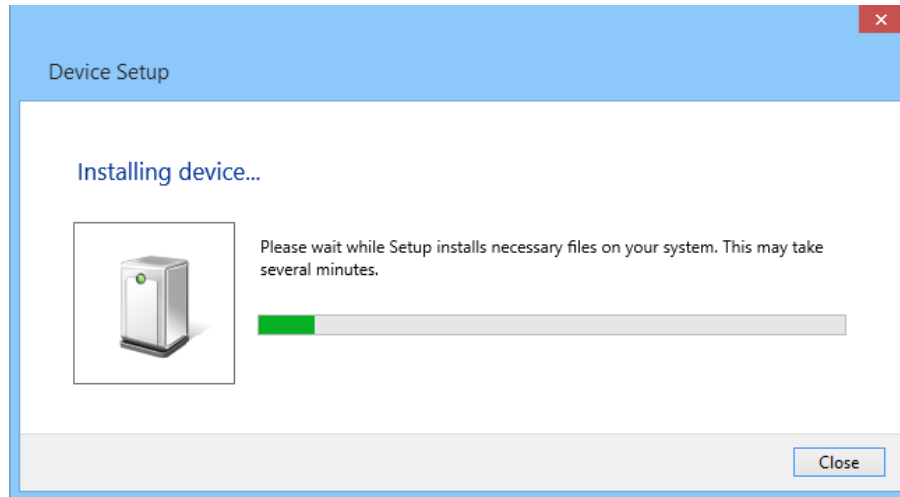 Device Setup
Installing device...
Please wait while Setup installs necessary files on your system. This may take
several minutes.
Close